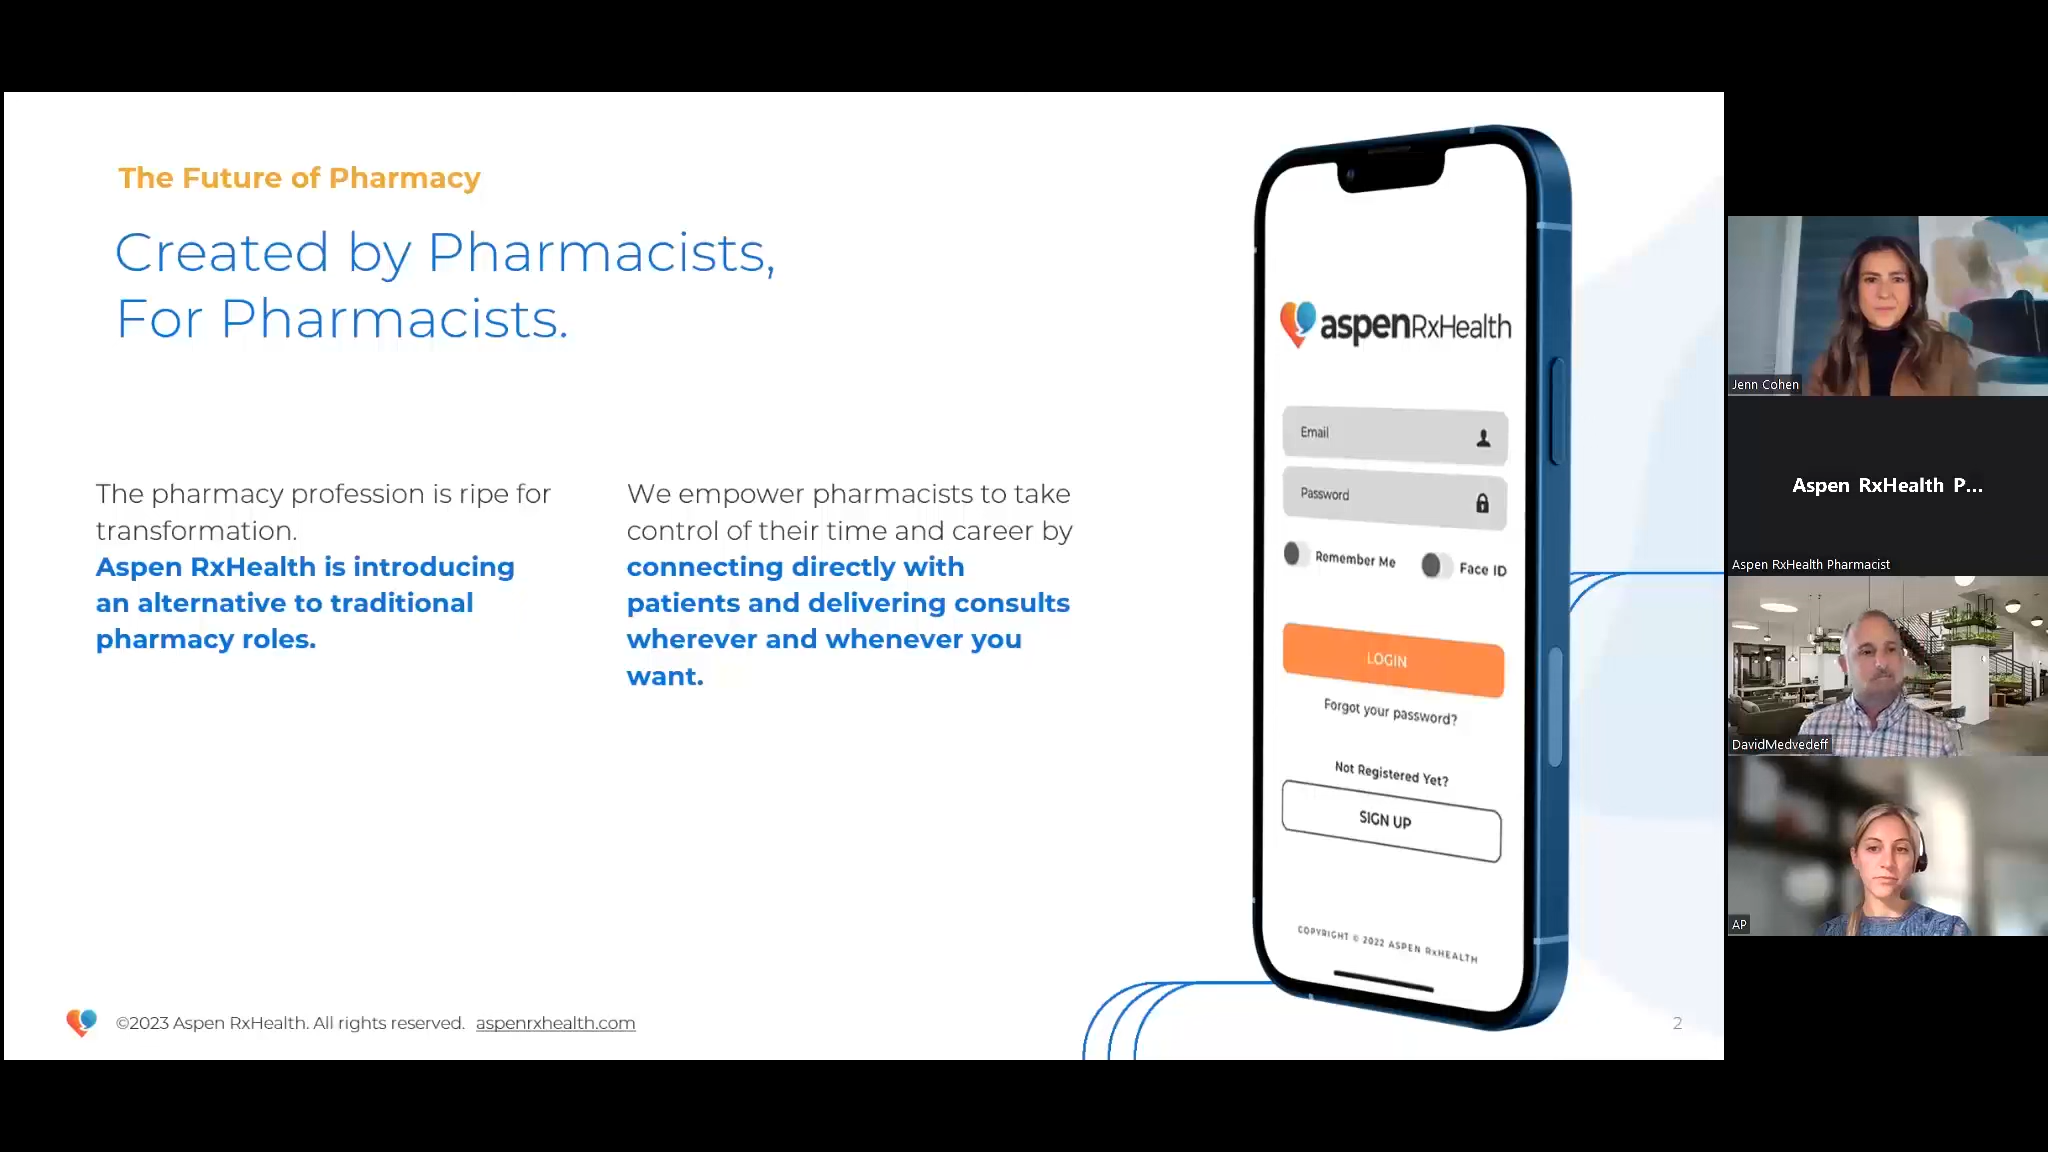 The Future of Pharmacy
Created by Pharmacists,
For Pharmacists.
The pharmacy profession is ripe for
transformation.
Aspen RxHealth is introducing
an alternative to traditional
pharmacy roles.
We empower pharmacists to take
control of their time and career by
connecting directly with
patients and delivering consults
wherever and whenever you
want.
aspenRxHealth
Email
Password
Remember Me
Face ID
LOGIN
Forgot your password?
Not Registered Yet?
SIGN UP
COPYRIGHT © 2022 ASPEN RxHEALTH
©2023 Aspen RxHealth. All rights reserved. aspenrxhealth.com
2
Jenn Cohen
Aspen RxHealth P...
Aspen RxHealth Pharmacist
DavidMedvedeff
AP